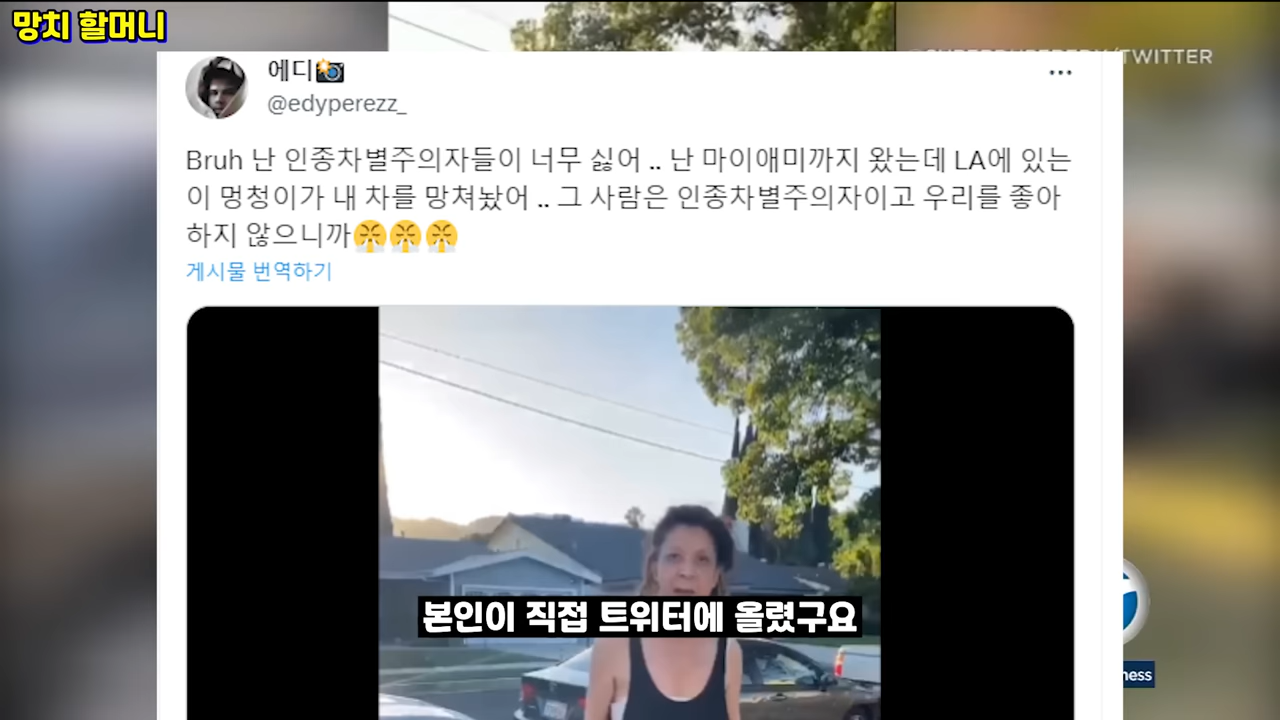 망치 할머니
/TWITTER
에디
@edyperezz_
Bruh 난 인종차별주의자들이 너무 싫어 .. 난 마이애미까지 왔는데 LA에 있는
이 멍청이가 내 차를 망쳐놨어 .. 그 사람은 인종차별주의자이고 우리를 좋아
하지 않으니까😤😤😤
게시물 번역하기
본인이 직접 트위터에 올렸구요
ness